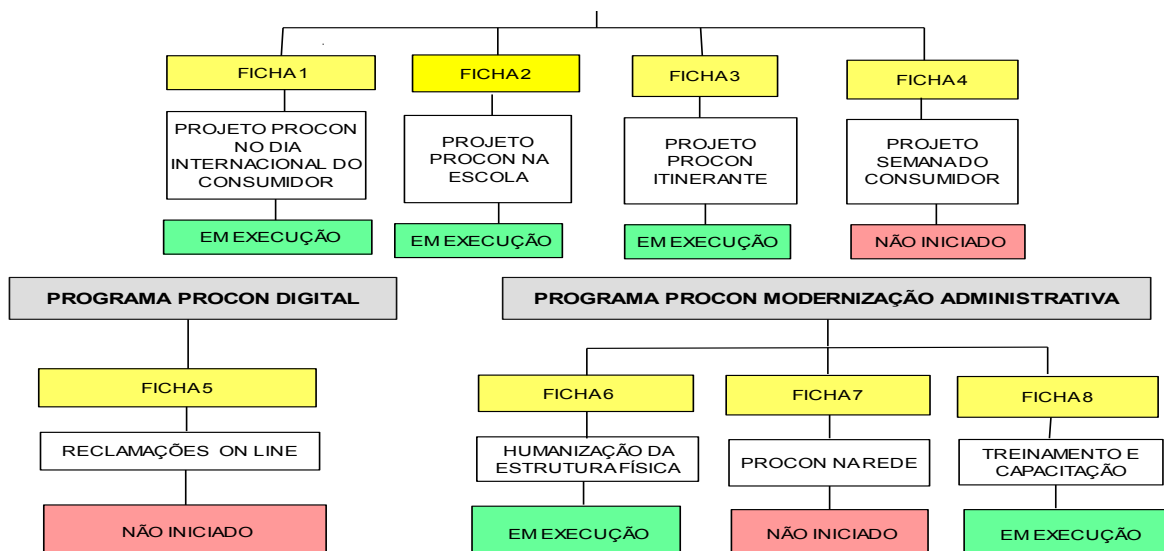 FICHA 1
FICHA 2
FICHA 3
FICHA 4
PROJETO PROCON
NO DIA
INTERNACIONAL DO
CONSUMIDOR
PROJETO
PROCON NA
ESCOLA
PROJETO
PROCON
ITINERANTE
PROJETO
SEMANA DO
CONSUMIDOR
EM EXECUÇÃO
EM EXECUÇÃO
EM EXECUÇÃO
NÃO INICIADO
PROGRAMA PROCON DIGITAL
PROGRAMA PROCON MODERNIZAÇÃO ADMINISTRATIVA
FICHA 5
FICHA 6
FICHA 7
FICHA 8
RECLAMAÇÕES ON LINE
HUMANIZAÇÃO DA
ESTRUTURA FÍSICA
PROCON NA REDE
TREINAMENTO E
CAPACITAÇÃO
NÃO INICIADO
EM EXECUÇÃO
NÃO INICIADO
EM EXECUÇÃO